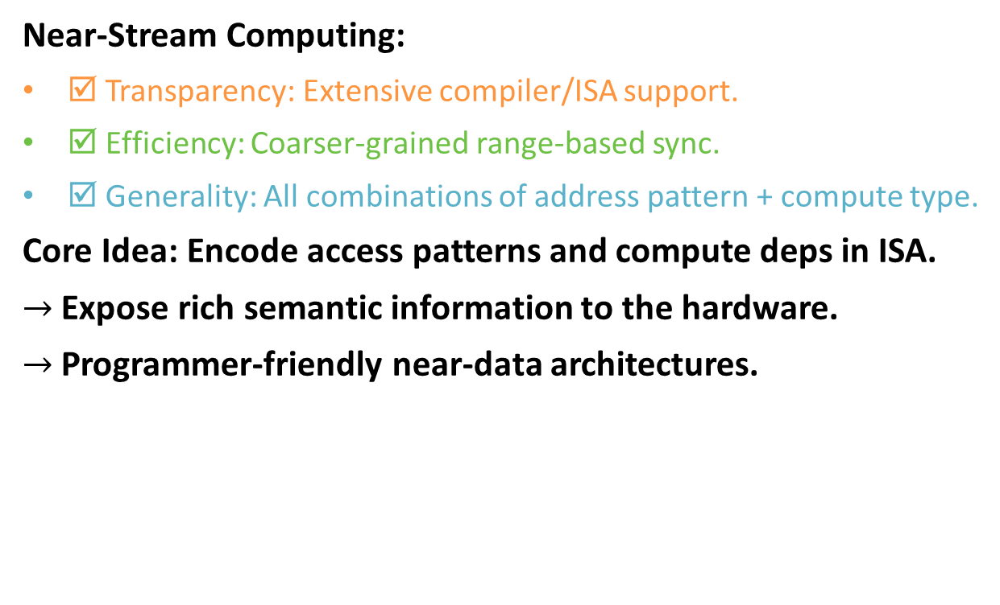 Near-Stream Computing:
• ☑ Transparency: Extensive compiler/ISA support.
• ☑ Efficiency: Coarser-grained range-based sync.
• ☑ Generality: All combinations of address pattern + compute type.
Core Idea: Encode access patterns and compute deps in ISA.
→ Expose rich semantic information to the hardware.
→ Programmer-friendly near-data architectures.